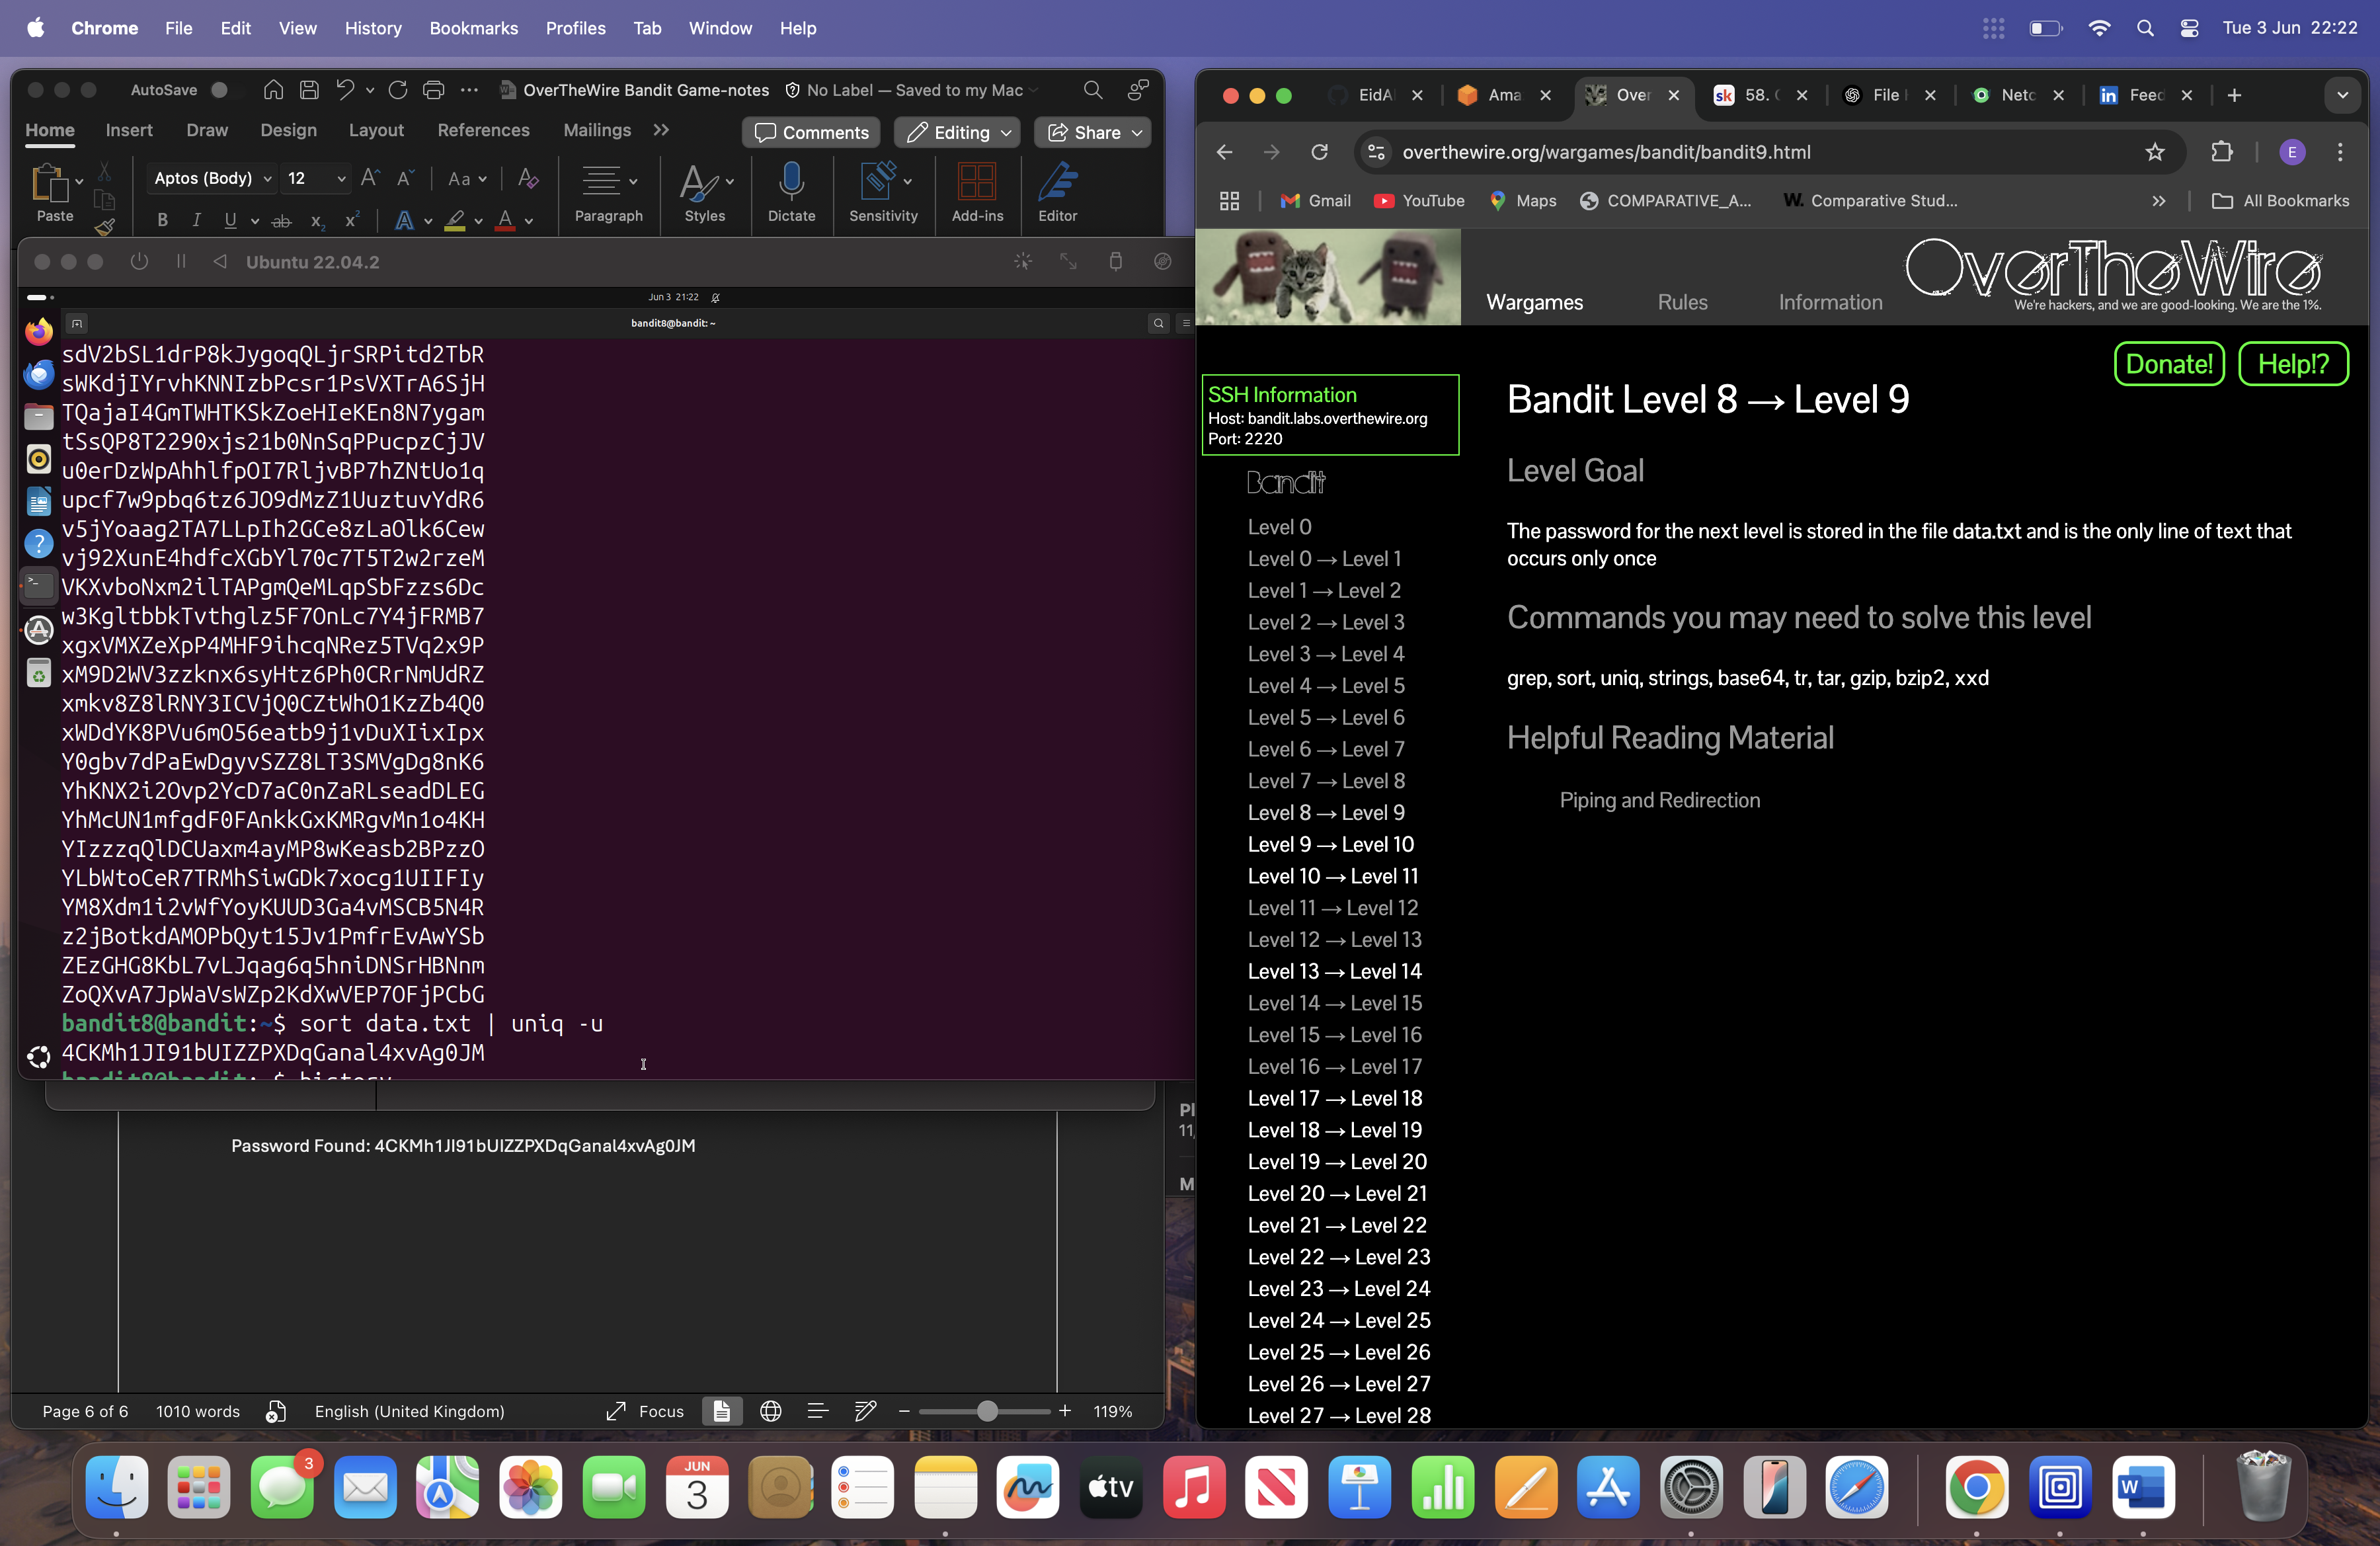 Chrome File Edit View History Bookmarks Profiles Tab Window Help
Tue 3 Jun 22:22
AutoSave
OverTheWire Bandit Game-notes
No Label — Saved to my Mac
Home Insert Draw Design Layout References Mailings
Comments
Editing
Share
Paste
Aptos (Body)
12
Aa
B I U ab x₂ x²
Paragraph
Styles
Dictate
Sensitivity
Add-ins
Editor
Ubuntu 22.04.2
Jun 3 21:22
bandit8@bandit: ~
sdV2bSL1drP8kJygoqQLjrSRPitd2TbR
sWKdjIYrvhKNNIzbPcsr1PsVXTrA6SjH
TQajaI4GmTWHTKSkZoeHIeKEn8N7ygam
tSsQP8T2290xjs21b0NnSqPPucpzCjJV
u0erDzWpAhhlfpOI7RljvBP7hZNtUo1q
upcf7w9pbq6tz6JO9dMzZ1UuztuvYdR6
v5jYoaag2TA7LLpIh2GCe8zLaOlk6Cew
vj92XunE4hdfcXGbYl70c7T5T2w2rzeM
VKXvboNxm2ilTAPgmQeMLqpSbFzzs6Dc
w3KgltbbkTvthglz5F7OnLc7Y4jFRMB7
xgxVMXZeXpP4MHF9ihcqNRez5TVq2x9P
xM9D2WV3zzknx6syHtz6Ph0CRrNmUdRZ
xmkv8Z8lRNY3ICVjQ0CZtWhO1KzZb4Q0
xWDdYK8PVu6mO56eatb9j1vDuXIixIpx
Y0gbv7dPaEwDgyvSZZ8LT3SMVgDg8nK6
YhKNX2i2Ovp2YcD7aC0nZaRLseadDLEG
YhMcUN1mfgdF0FAnkkGxKMRgvMn1o4KH
YIzzzqQlDCUaxm4ayMP8wKeasb2BPzzO
YLbWtoCeR7TRMhSiwGDk7xocg1UIIFIy
YM8Xdm1i2vWfYoyKUUD3Ga4vMSCB5N4R
z2jBotkdAMOPbQyt15Jv1PmfrEvAwYSb
ZEzGHG8KbL7vLJqag6q5hniDNSrHBNnm
ZoQXvA7JpWaVsWZp2KdXwVEP7OFjPCbG
bandit8@bandit:~$ sort data.txt | uniq -u
4CKMh1JI91bUIZZPXDqGanal4xvAg0JM
bandit8@bandit:~$ history
Password Found: 4CKMh1JI91bUIZZPXDqGanal4xvAg0JM
Page 6 of 6 1010 words English (United Kingdom) Focus 119%
EidA
Ama
Over
58.
File
Netc
Feed
overthewire.org/wargames/bandit/bandit9.html
E
Gmail YouTube Maps COMPARATIVE_A... Comparative Stud... All Bookmarks
Wargames Rules Information
OverTheWire
We're hackers, and we are good-looking. We are the 1%.
Donate!
Help!?
SSH Information
Host: bandit.labs.overthewire.org
Port: 2220
Bandit
Level 0
Level 0 → Level 1
Level 1 → Level 2
Level 2 → Level 3
Level 3 → Level 4
Level 4 → Level 5
Level 5 → Level 6
Level 6 → Level 7
Level 7 → Level 8
Level 8 → Level 9
Level 9 → Level 10
Level 10 → Level 11
Level 11 → Level 12
Level 12 → Level 13
Level 13 → Level 14
Level 14 → Level 15
Level 15 → Level 16
Level 16 → Level 17
Level 17 → Level 18
Level 18 → Level 19
Level 19 → Level 20
Level 20 → Level 21
Level 21 → Level 22
Level 22 → Level 23
Level 23 → Level 24
Level 24 → Level 25
Level 25 → Level 26
Level 26 → Level 27
Level 27 → Level 28
Bandit Level 8 → Level 9
Level Goal
The password for the next level is stored in the file data.txt and is the only line of text that
occurs only once
Commands you may need to solve this level
grep, sort, uniq, strings, base64, tr, tar, gzip, bzip2, xxd
Helpful Reading Material
Piping and Redirection
3
JUN
3
tv
W